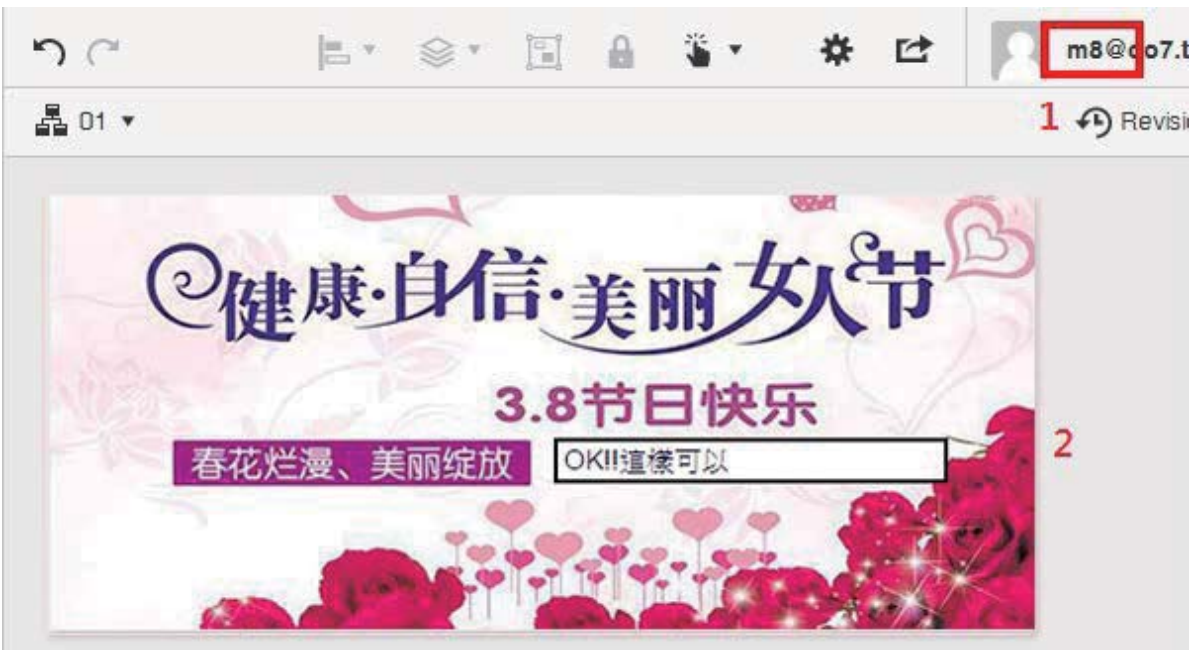 m8@do7.t
01
1
Revisi
健康·自信·美丽女人节
3.8节日快乐
春花烂漫、美丽绽放
OK!!這樣可以
2